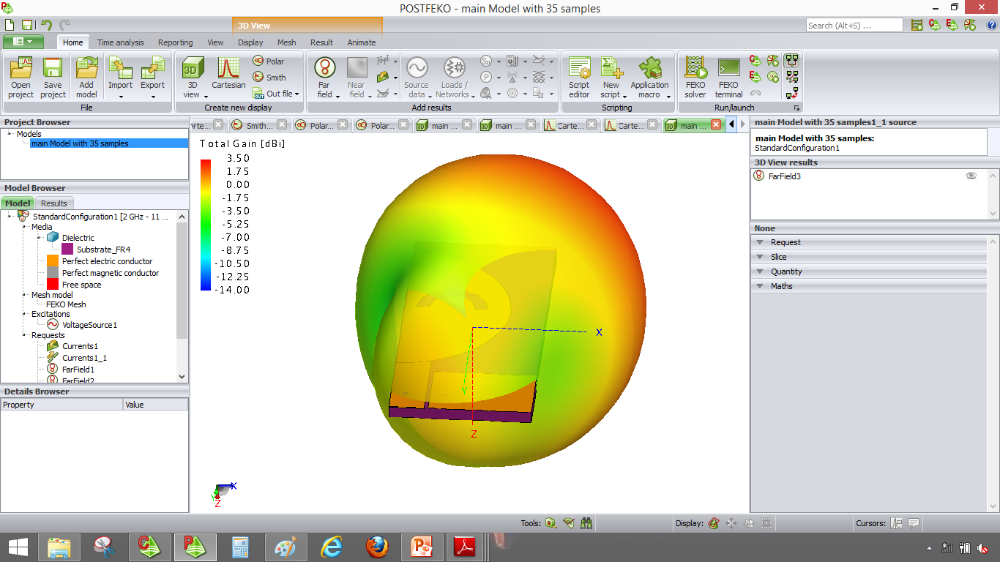 POSTFEKO - main Model with 35 samples
3D View
Search (Alt+S) ...
Home Time analysis Reporting View Display Mesh Result Animate
Open project
Save project
Add model
Import
Export
File
3D view
Cartesian
Polar
Smith
Out file
Create new display
Far field
Near field
Source data
Loads / Networks
Add results
Script editor
New script
Application macro
Scripting
FEKO solver
FEKO terminal
Run/launch
Project Browser
Models
main Model with 35 samples
Model Browser
Model Results
StandardConfiguration1 [2 GHz - 11 ...
Media
Dielectric
Substrate_FR4
Perfect electric conductor
Perfect magnetic conductor
Free space
Mesh model
FEKO Mesh
Excitations
VoltageSource1
Requests
Currents1
Currents1_1
FarField1
FarField2
Details Browser
Property Value
arte... Smith... Polar... Polar... main ... main ... Carte... Carte... main ...
Total Gain [dBi]
3.50
1.75
0.00
-1.75
-3.50
-5.25
-7.00
-8.75
-10.50
-12.25
-14.00
X
Y
Z
X
Y
Z
main Model with 35 samples1_1 source
main Model with 35 samples:
StandardConfiguration1
3D View results
FarField3
None
Request
Slice
Quantity
Maths
Tools: Display: Cursors: